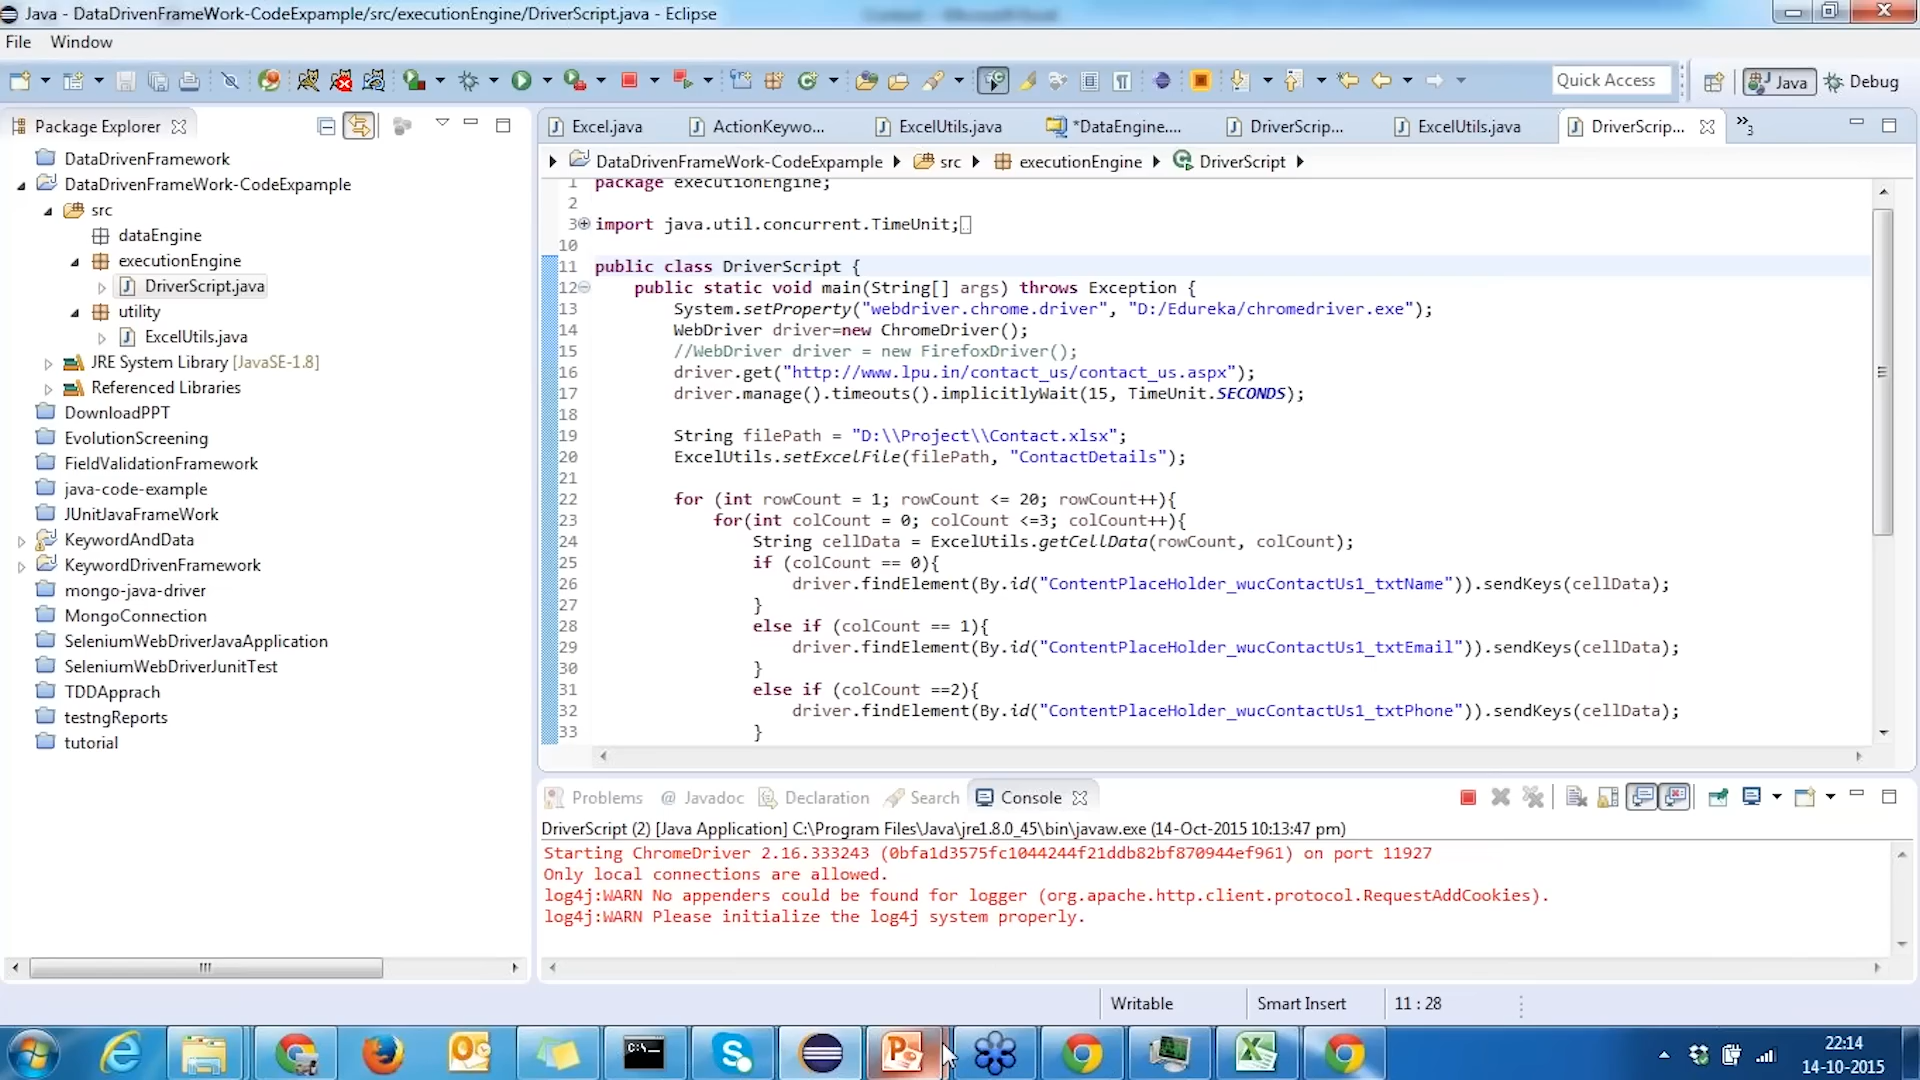 Java - DataDrivenFrameWork-CodeExpample/src/executionEngine/DriverScript.java - Eclipse
File Window
Quick Access
Java
Debug
Package Explorer
DataDrivenFramework
DataDrivenFrameWork-CodeExpample
src
dataEngine
executionEngine
DriverScript.java
utility
ExcelUtils.java
JRE System Library [JavaSE-1.8]
Referenced Libraries
DownloadPPT
EvolutionScreening
FieldValidationFramework
java-code-example
JUnitJavaFrameWork
KeywordAndData
KeywordDrivenFramework
mongo-java-driver
MongoConnection
SeleniumWebDriverJavaApplication
SeleniumWebDriverJunitTest
TDDApprach
testngReports
tutorial
Excel.java ActionKeywo... ExcelUtils.java *DataEngine.... DriverScrip... ExcelUtils.java DriverScrip... »3
DataDrivenFrameWork-CodeExpample src executionEngine DriverScript
1 package executionEngine;
2
3 import java.util.concurrent.TimeUnit;
10
11 public class DriverScript {
12 public static void main(String[] args) throws Exception {
13 System.setProperty("webdriver.chrome.driver", "D:/Edureka/chromedriver.exe");
14 WebDriver driver=new ChromeDriver();
15 //WebDriver driver = new FirefoxDriver();
16 driver.get("http://www.lpu.in/contact_us/contact_us.aspx");
17 driver.manage().timeouts().implicitlyWait(15, TimeUnit.SECONDS);
18
19 String filePath = "D:\\Project\\Contact.xlsx";
20 ExcelUtils.setExcelFile(filePath, "ContactDetails");
21
22 for (int rowCount = 1; rowCount <= 20; rowCount++){
23 for(int colCount = 0; colCount <=3; colCount++){
24 String cellData = ExcelUtils.getCellData(rowCount, colCount);
25 if (colCount == 0){
26 driver.findElement(By.id("ContentPlaceHolder_wucContactUs1_txtName")).sendKeys(cellData);
27 }
28 else if (colCount == 1){
29 driver.findElement(By.id("ContentPlaceHolder_wucContactUs1_txtEmail")).sendKeys(cellData);
30 }
31 else if (colCount ==2){
32 driver.findElement(By.id("ContentPlaceHolder_wucContactUs1_txtPhone")).sendKeys(cellData);
33 }
Problems @ Javadoc Declaration Search Console
DriverScript (2) [Java Application] C:\Program Files\Java\jre1.8.0_45\bin\javaw.exe (14-Oct-2015 10:13:47 pm)
Starting ChromeDriver 2.16.333243 (0bfa1d3575fc1044244f21ddb82bf870944ef961) on port 11927
Only local connections are allowed.
log4j:WARN No appenders could be found for logger (org.apache.http.client.protocol.RequestAddCookies).
log4j:WARN Please initialize the log4j system properly.
Writable Smart Insert 11 : 28
22:14
14-10-2015